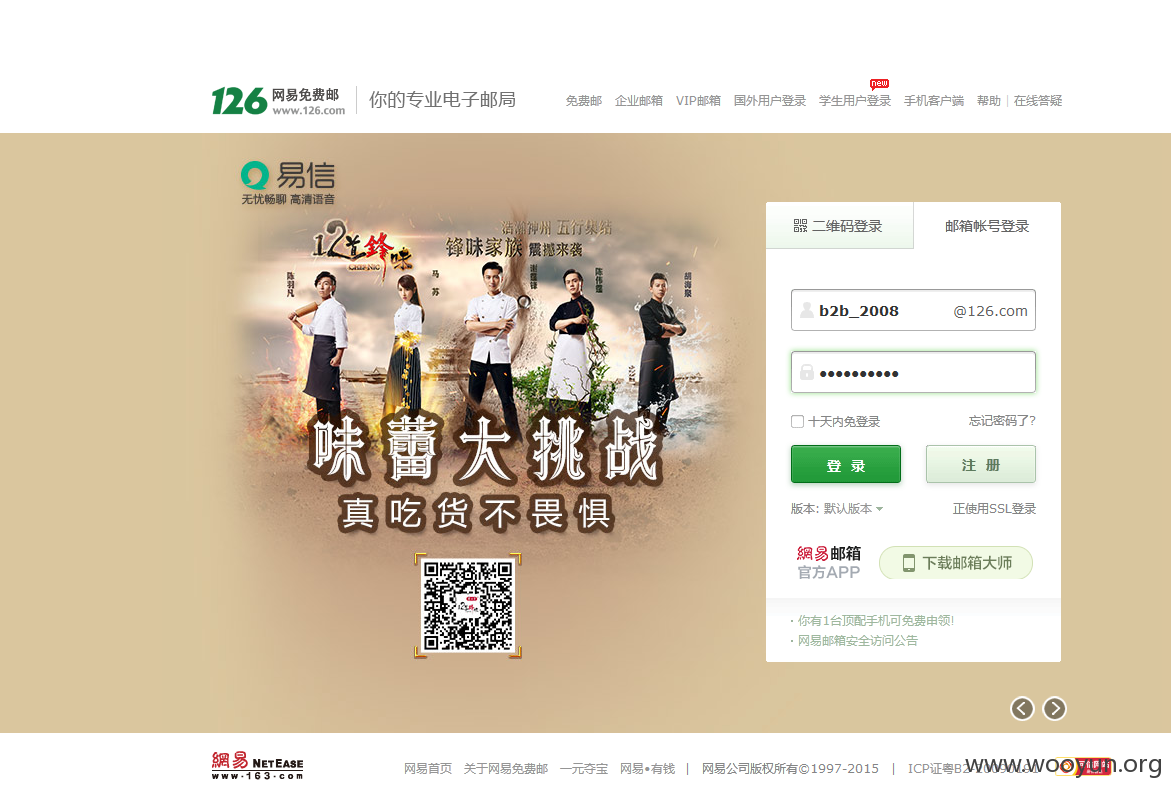 126 网易免费邮 www.126.com 你的专业电子邮局
免费邮 企业邮箱 VIP邮箱 国外用户登录 学生用户登录 new 手机客户端 帮助 | 在线答疑
易信
无忧畅聊 高清语音
12道鋒味
CHEF NIC
浩瀚神州 五行集结
锋味家族 震撼來袭
陈羽凡
马苏
谢霆锋
陈伟霆
胡海泉
味蕾大挑战
真吃货不畏惧
二维码登录 邮箱帐号登录
b2b_2008 @126.com
••••••••••
十天内免登录 忘记密码了?
登 录 注 册
版本: 默认版本 正使用SSL登录
網易邮箱
官方APP
下载邮箱大师
· 你有1台顶配手机可免费申领!
· 网易邮箱安全访问公告
網易 NETEASE
www.163.com
网易首页 关于网易免费邮 一元夺宝 网易•有钱 | 网易公司版权所有©1997-2015 | ICP证粤B2-20090191
www.wooyun.org